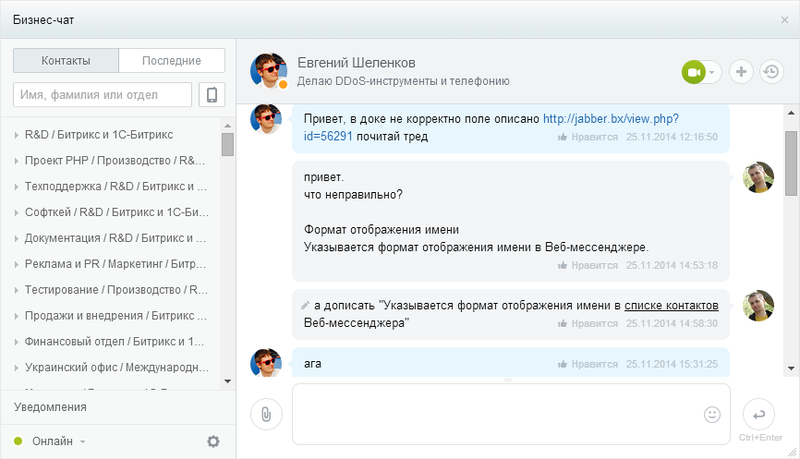 Бизнес-чат
Контакты
Последние
Имя, фамилия или отдел
R&D / Битрикс и 1С-Битрикс
Проект PHP / Производство / R&...
Техподдержка / R&D / Битрикс и ...
Софткей / R&D / Битрикс и 1С-Би...
Документация / R&D / Битрикс и ...
Реклама и PR / Маркетинг / Битр...
Тестирование / Производство / R...
Продажи и внедрения / Битрикс ...
Финансовый отдел / Битрикс и 1...
Украинский офис / Международн...
Уведомления
Онлайн
Евгений Шеленков
Делаю DDoS-инструменты и телефонию
Привет, в доке не корректно поле описано http://jabber.bx/view.php?
id=56291 почитай тред
Нравится 25.11.2014 12:16:50
привет.
что неправильно?
Формат отображения имени
Указывается формат отображения имени в Веб-мессенджере.
Нравится 25.11.2014 14:53:18
а дописать "Указывается формат отображения имени в списке контактов
Веб-мессенджера"
Нравится 25.11.2014 14:58:30
ага
Нравится 25.11.2014 15:31:25
Ctrl+Enter